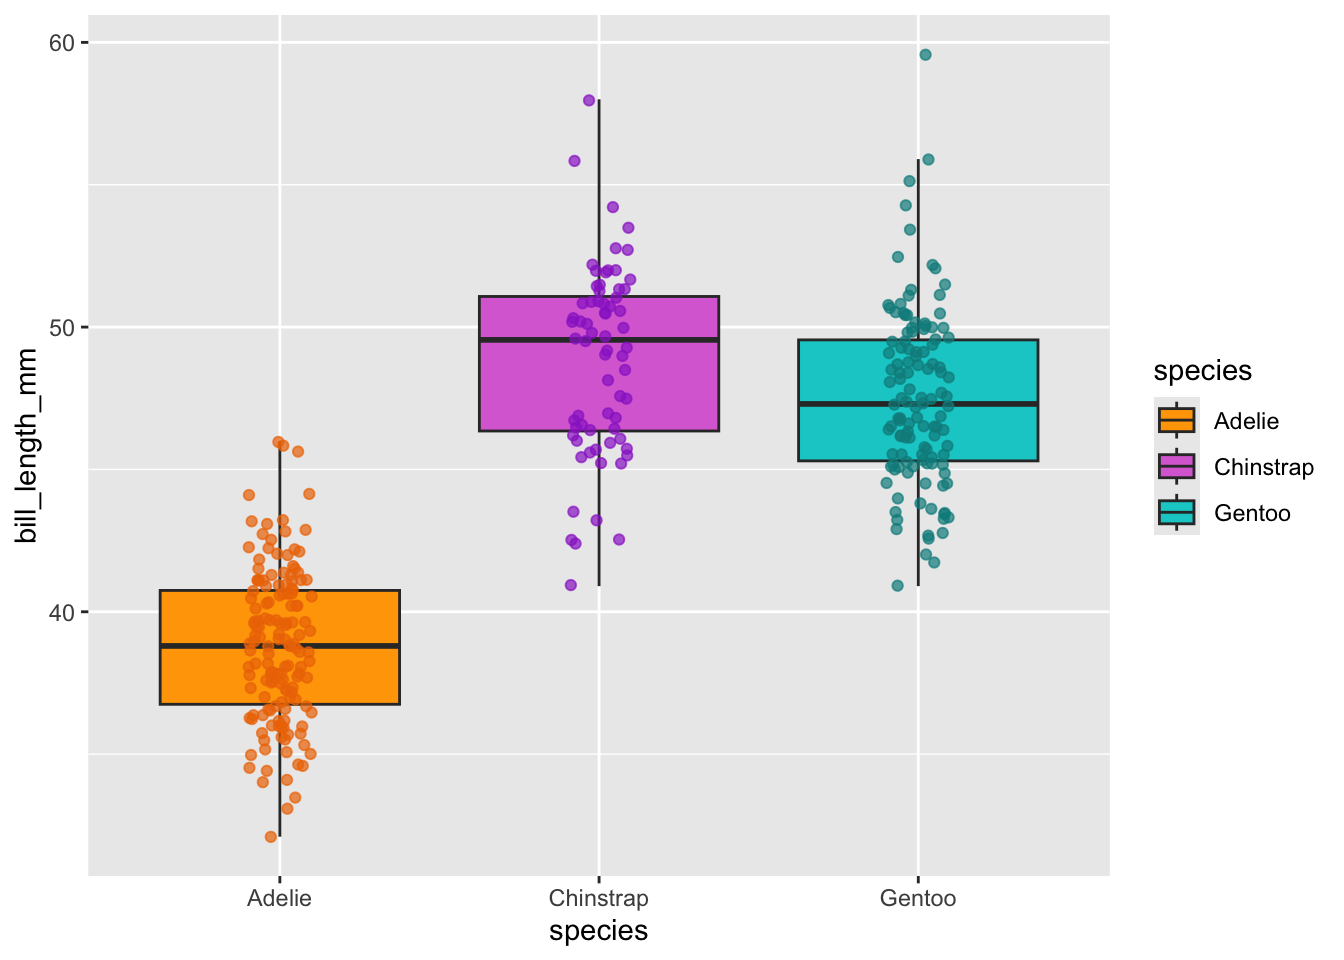 bill_length_mm
60
50
40
Adelie
Chinstrap
Gentoo
species
species
Adelie
Chinstrap
Gentoo